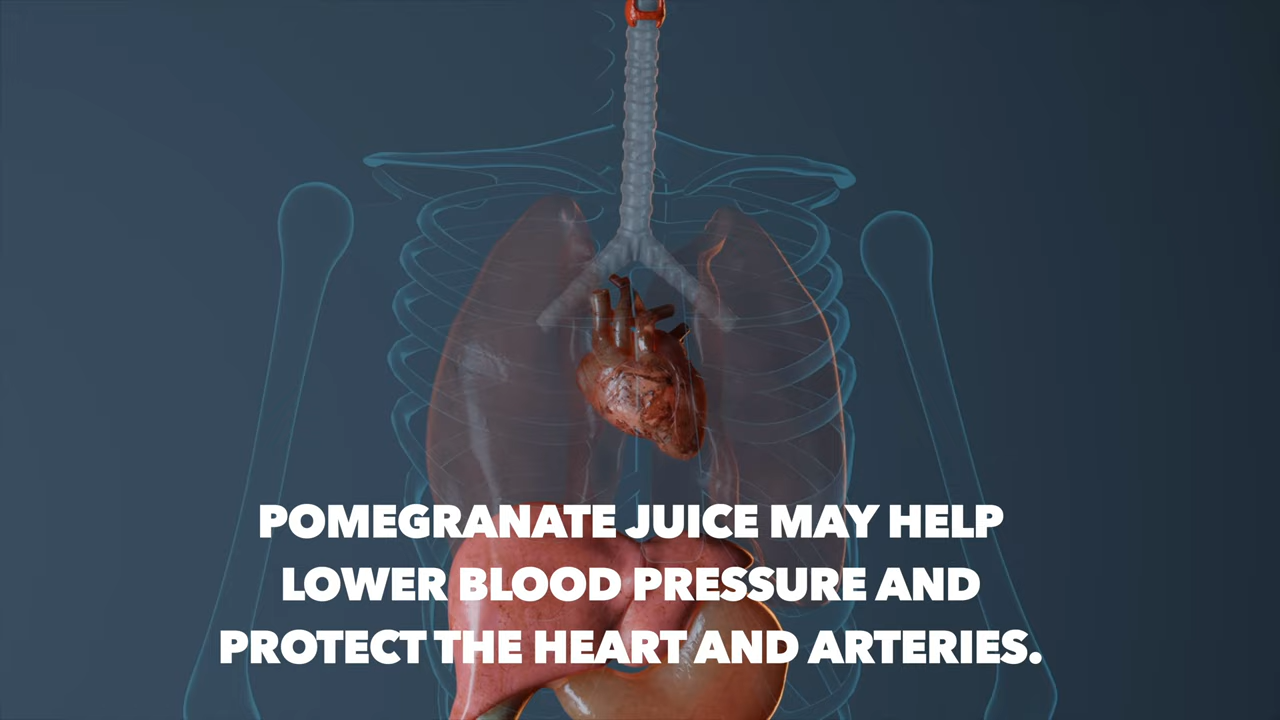 POMEGRANATE JUICE MAY HELP
LOWER BLOOD PRESSURE AND
PROTECT THE HEART AND ARTERIES.